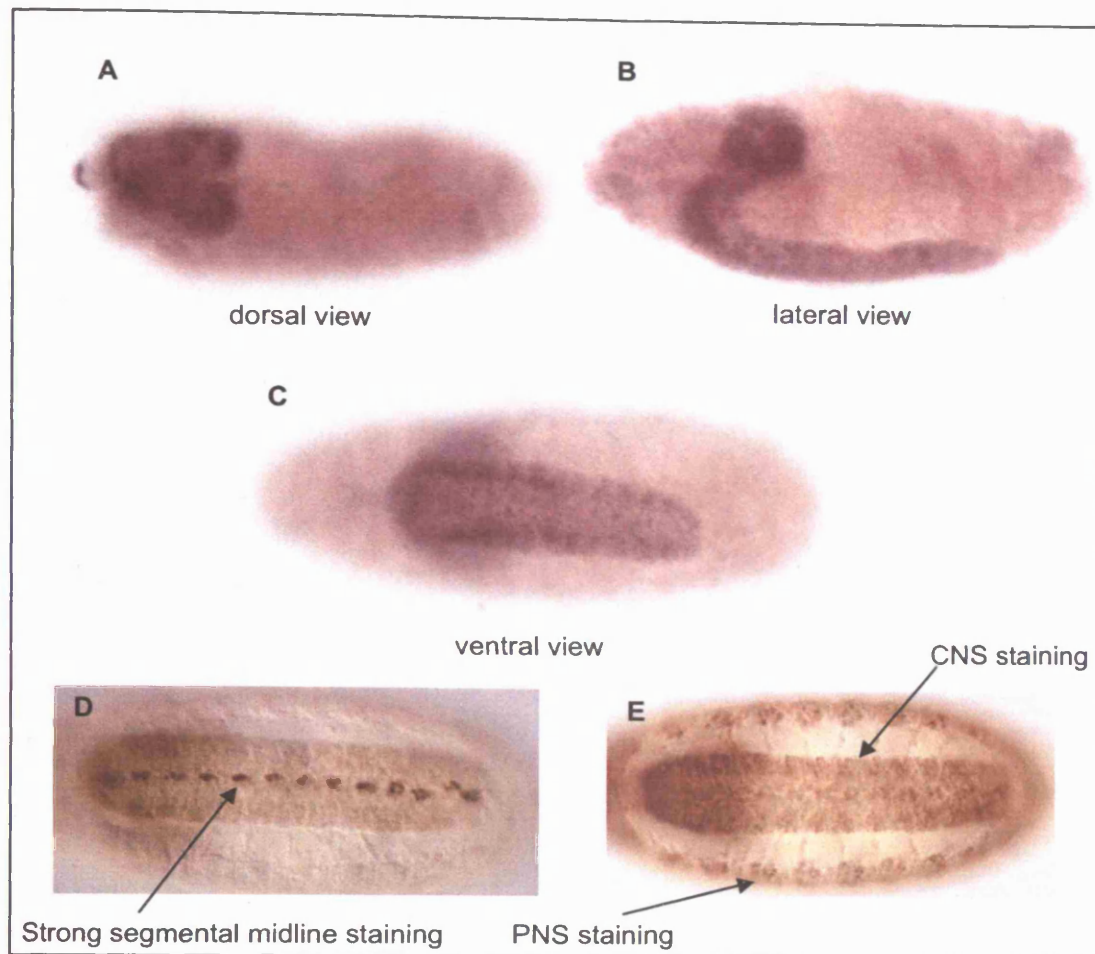 A
B
dorsal view
lateral view
C
ventral view
CNS staining
D
E
Strong segmental midline staining
PNS staining